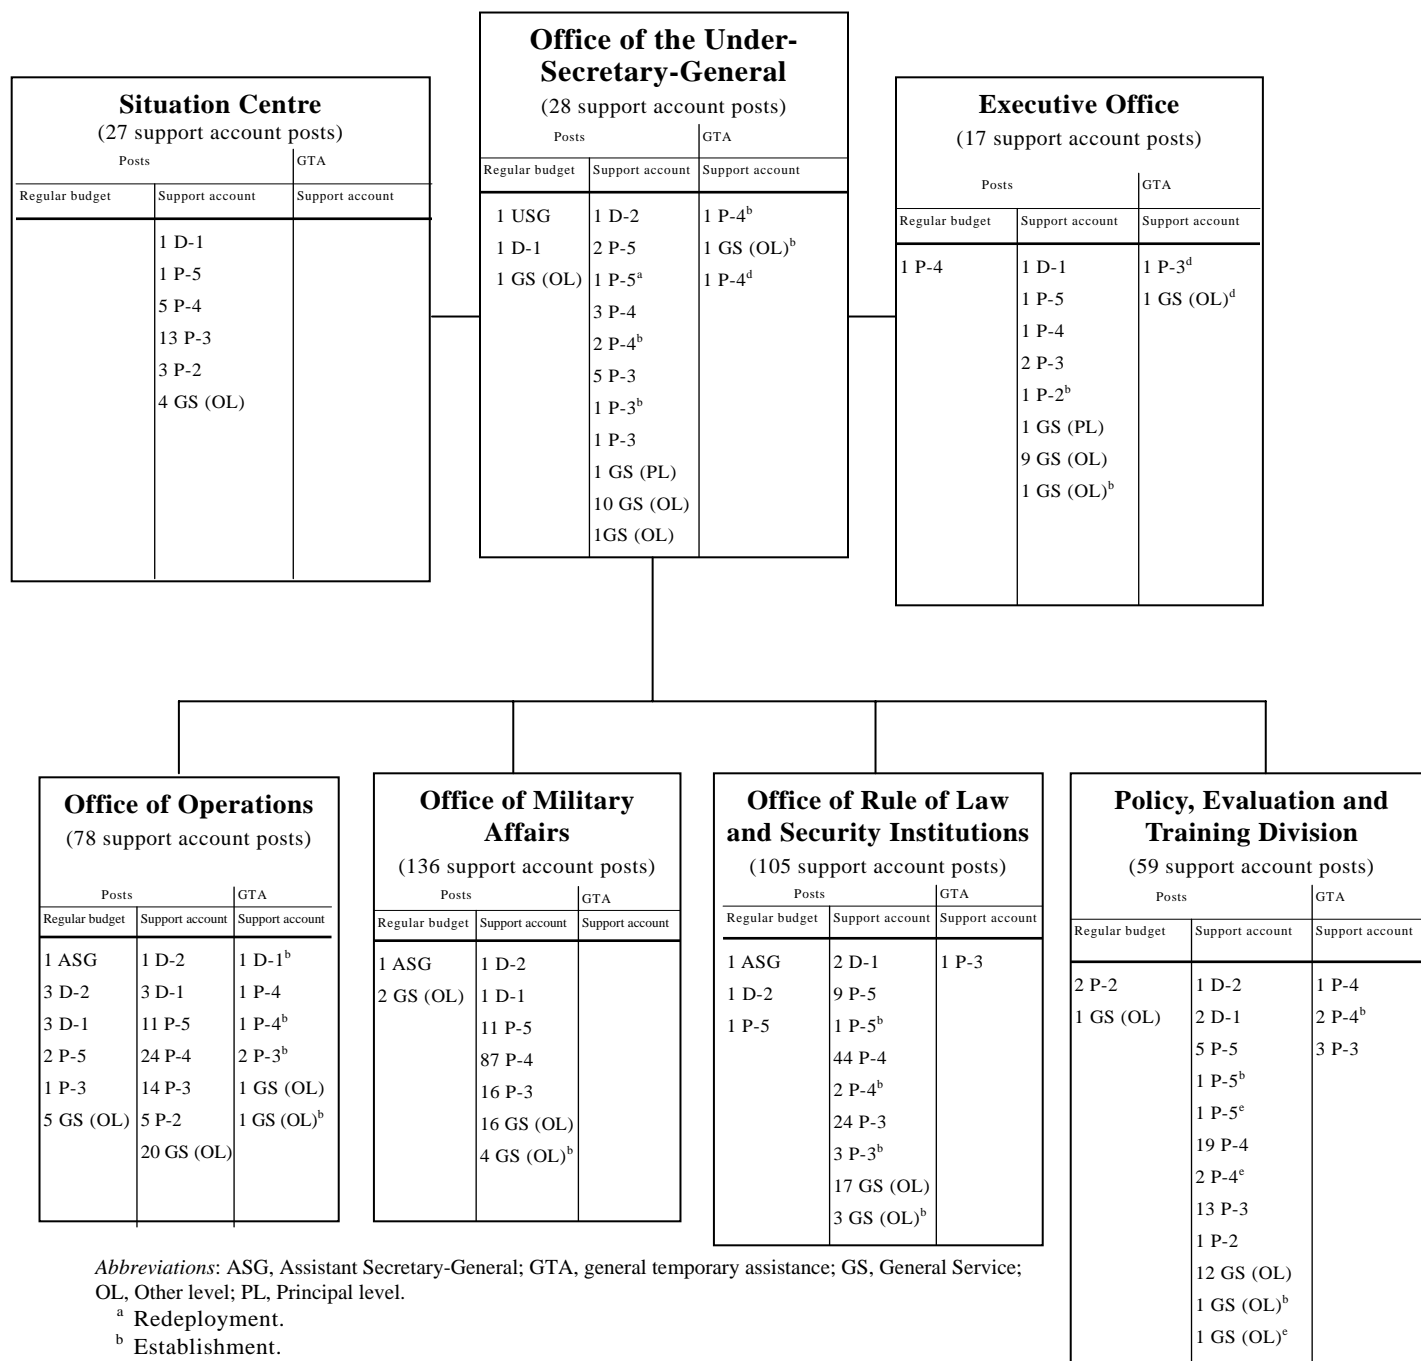 Office of the Under-
Secretary-General
(28 support account posts)
Posts GTA
Regular budget Support account Support account
1 USG 1 D-2 1 P-4b
1 D-1 2 P-5 1 GS (OL)b
1 GS (OL) 1 P-5a 1 P-4d
3 P-4
2 P-4b
5 P-3
1 P-3b
1 P-3
1 GS (PL)
10 GS (OL)
1GS (OL)
Situation Centre
(27 support account posts)
Posts GTA
Regular budget Support account Support account
1 D-1
1 P-5
5 P-4
13 P-3
3 P-2
4 GS (OL)
Executive Office
(17 support account posts)
Posts GTA
Regular budget Support account Support account
1 P-4 1 D-1 1 P-3d
1 P-5 1 GS (OL)d
1 P-4
2 P-3
1 P-2b
1 GS (PL)
9 GS (OL)
1 GS (OL)b
Office of Operations
(78 support account posts)
Posts GTA
Regular budget Support account Support account
1 ASG 1 D-2 1 D-1b
3 D-2 3 D-1 1 P-4
3 D-1 11 P-5 1 P-4b
2 P-5 24 P-4 2 P-3b
1 P-3 14 P-3 1 GS (OL)
5 GS (OL) 5 P-2 1 GS (OL)b
20 GS (OL)
Office of Military
Affairs
(136 support account posts)
Posts GTA
Regular budget Support account Support account
1 ASG 1 D-2
2 GS (OL) 1 D-1
11 P-5
87 P-4
16 P-3
16 GS (OL)
4 GS (OL)b
Office of Rule of Law
and Security Institutions
(105 support account posts)
Posts GTA
Regular budget Support account Support account
1 ASG 2 D-1 1 P-3
1 D-2 9 P-5
1 P-5 1 P-5b
44 P-4
2 P-4b
24 P-3
3 P-3b
17 GS (OL)
3 GS (OL)b
Policy, Evaluation and
Training Division
(59 support account posts)
Posts GTA
Regular budget Support account Support account
2 P-2 1 D-2 1 P-4
1 GS (OL) 2 D-1 2 P-4b
5 P-5 3 P-3
1 P-5b
1 P-5e
19 P-4
2 P-4e
13 P-3
1 P-2
12 GS (OL)
1 GS (OL)b
1 GS (OL)e
Abbreviations: ASG, Assistant Secretary-General; GTA, general temporary assistance; GS, General Service;
OL, Other level; PL, Principal level.
a Redeployment.
b Establishment.